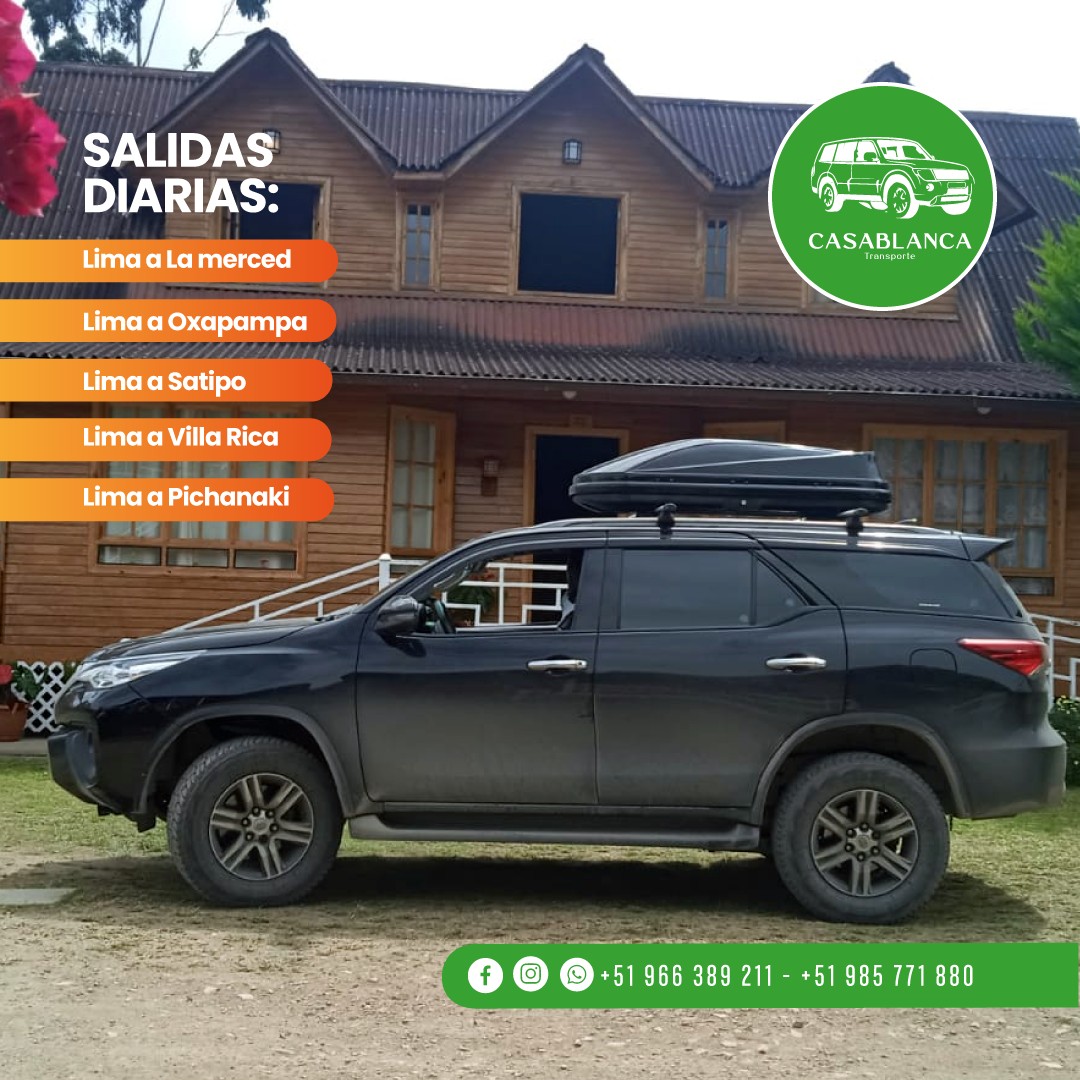 SALIDAS
DIARIAS:
Lima a La merced
Lima a Oxapampa
Lima a Satipo
Lima a Villa Rica
Lima a Pichanaki
CASABLANCA
Transporte
+51 966 389 211 - +51 985 771 880